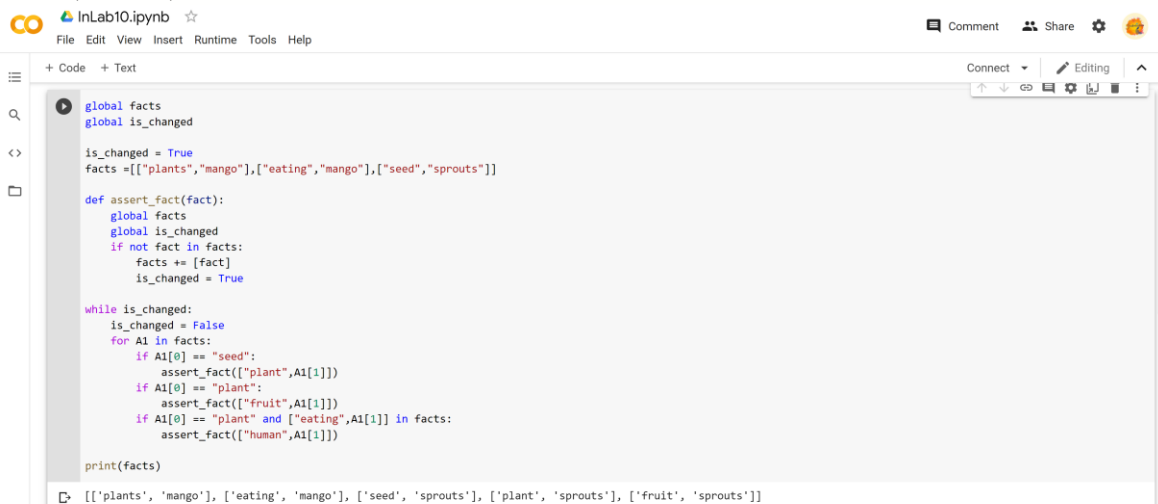 InLab10.ipynb
File Edit View Insert Runtime Tools Help
Comment Share
+ Code + Text
Connect Editing
global facts
global is_changed
is_changed = True
facts =[["plants","mango"],["eating","mango"],["seed","sprouts"]]
def assert_fact(fact):
    global facts
    global is_changed
    if not fact in facts:
        facts += [fact]
        is_changed = True
while is_changed:
    is_changed = False
    for A1 in facts:
        if A1[0] == "seed":
            assert_fact(["plant",A1[1]])
        if A1[0] == "plant":
            assert_fact(["fruit",A1[1]])
        if A1[0] == "plant" and ["eating",A1[1]] in facts:
            assert_fact(["human",A1[1]])
print(facts)
[['plants', 'mango'], ['eating', 'mango'], ['seed', 'sprouts'], ['plant', 'sprouts'], ['fruit', 'sprouts']]